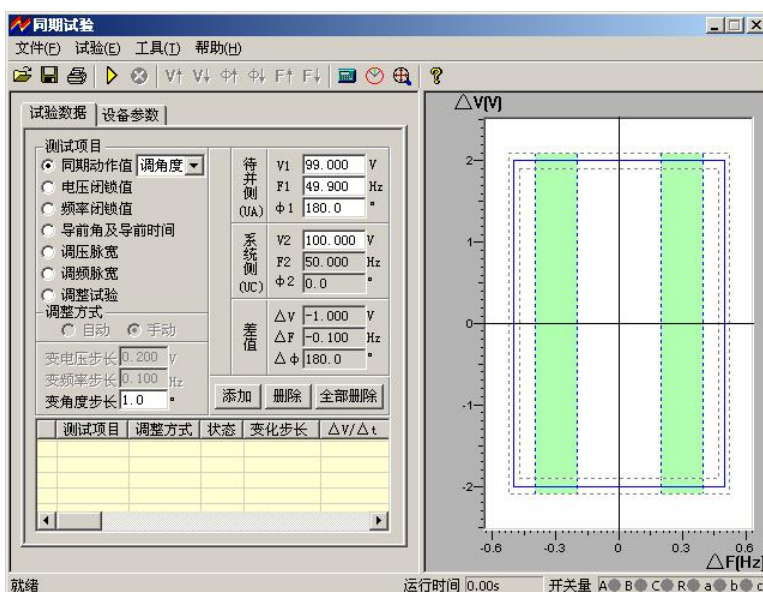 同期试验
文件(F) 试验(E) 工具(T) 帮助(H)
V↑ V↓ Φ↑ Φ↓ F↑ F↓
试验数据 设备参数
测试项目
同期动作值 调角度
电压闭锁值
频率闭锁值
导前角及导前时间
调压脉宽
调频脉宽
调整试验
调整方式
自动 手动
变电压步长 0.200 V
变频率步长 0.100 Hz
变角度步长 1.0 °
待并侧(UA)
V1 99.000 V
F1 49.900 Hz
Φ1 180.0 °
系统侧(UC)
V2 100.000 V
F2 50.000 Hz
Φ2 0.0 °
差值
△V -1.000 V
△F -0.100 Hz
△Φ 180.0 °
添加 删除 全部删除
测试项目 调整方式 状态 变化步长 △V/△t
△V(V)
2
1
0
-1
-2
-0.6 -0.3 0 0.3 0.6
△F(Hz)
就绪 运行时间 0.00s 开关量 A B C R a b c